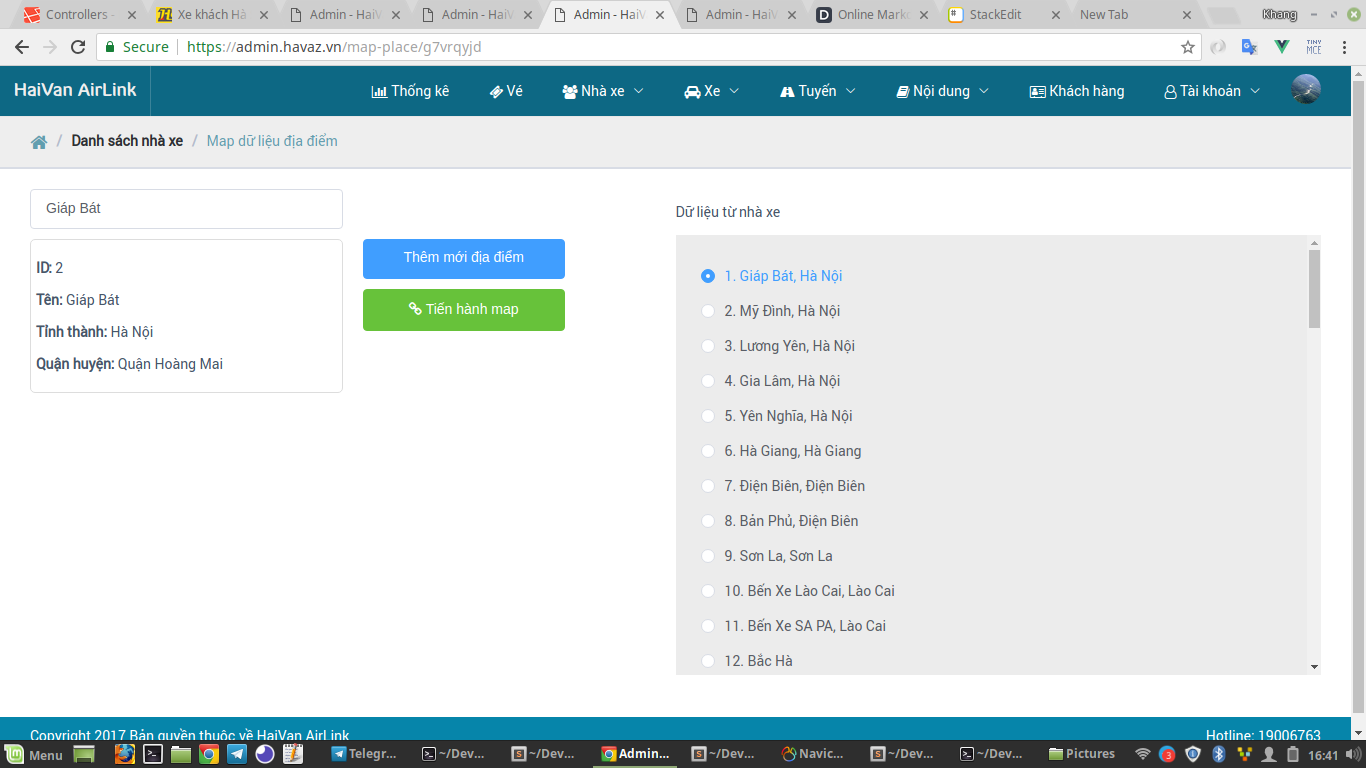 Controllers -
Xe khách Hà
Admin - HaiV
Admin - HaiV
Admin - HaiV
Admin - HaiV
Online Mark
StackEdit
New Tab
Khang
Secure https://admin.havaz.vn/map-place/g7vrqyjd
TINY MCE
HaiVan AirLink
Thống kê
Vé
Nhà xe
Xe
Tuyến
Nội dung
Khách hàng
Tài khoản
/ Danh sách nhà xe / Map dữ liệu địa điểm
Giáp Bát
ID: 2
Tên: Giáp Bát
Tỉnh thành: Hà Nội
Quận huyện: Quận Hoàng Mai
Thêm mới địa điểm
Tiến hành map
Dữ liệu từ nhà xe
1. Giáp Bát, Hà Nội
2. Mỹ Đình, Hà Nội
3. Lương Yên, Hà Nội
4. Gia Lâm, Hà Nội
5. Yên Nghĩa, Hà Nội
6. Hà Giang, Hà Giang
7. Điện Biên, Điện Biên
8. Bản Phủ, Điện Biên
9. Sơn La, Sơn La
10. Bến Xe Lào Cai, Lào Cai
11. Bến Xe SA PA, Lào Cai
12. Bắc Hà
Copyright 2017 Bản quyền thuộc về HaiVan AirLink
Hotline: 19006763
Menu
Telegr...
~/Dev...
~/Dev...
Admin...
~/Dev...
Navic...
~/Dev...
~/Dev...
Pictures
3
16:41